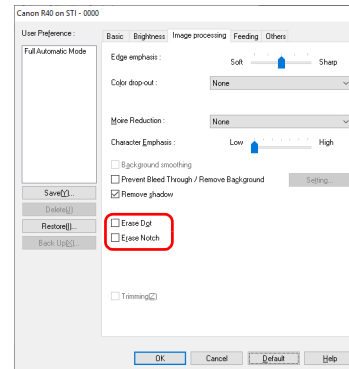 Canon R40 on STI - 0000
User Preference :
Full Automatic Mode
Save(Y)...
Delete(J)
Restore(I)...
Back Up(K)...
Basic Brightness Image processing Feeding Others
Edge emphasis : Soft Sharp
Color drop-out : None
Moire Reduction : None
Character Emphasis : Low High
Background smoothing
Prevent Bleed Through / Remove Background Setting...
Remove shadow
Erase Dot
Erase Notch
Trimming(Z)
OK Cancel Default Help